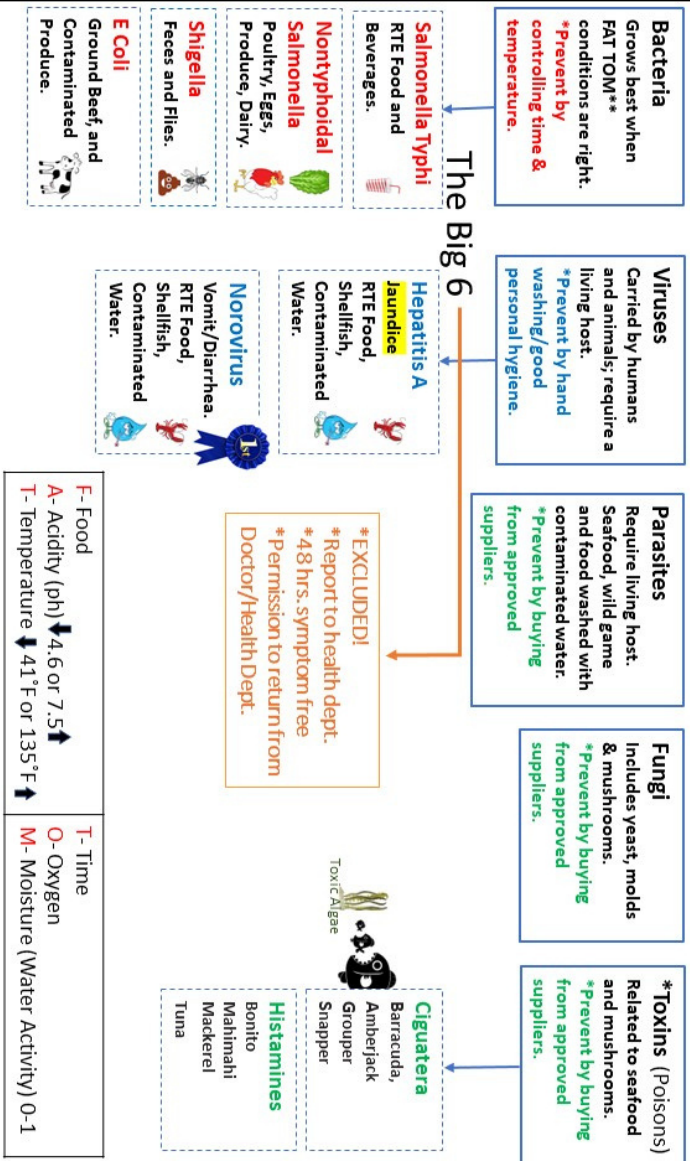 Bacteria
Grows best when
FAT TOM**
conditions are right.
*Prevent by
controlling time &
temperature.
Viruses
Carried by humans
and animals; require a
living host.
*Prevent by hand
washing/good
personal hygiene.
Parasites
Require living host.
Seafood, wild game
and food washed with
contaminated water.
*Prevent by buying
from approved
suppliers.
Fungi
Includes yeast, molds
& mushrooms.
*Prevent by buying
from approved
suppliers.
*Toxins (Poisons)
Related to seafood
and mushrooms.
*Prevent by buying
from approved
suppliers.
The Big 6
Salmonella Typhi
RTE Food and
Beverages.
Nontyphoidal
Salmonella
Poultry, Eggs,
Produce, Dairy.
Shigella
Feces and Flies.
E Coli
Ground Beef, and
Contaminated
Produce.
Hepatitis A
Jaundice
RTE Food,
Shellfish,
Contaminated
Water.
Norovirus
Vomit/Diarrhea.
RTE Food,
Shellfish,
Contaminated
Water.
1st
*EXCLUDED!
*Report to health dept.
*48 hrs. symptom free
*Permission to return from
Doctor/Health Dept.
Toxic Algae
Ciguatera
Barracuda,
Amberjack
Grouper
Snapper
Histamines
Bonito
Mahimahi
Mackerel
Tuna
F- Food
A- Acidity (ph) ⬇4.6 or 7.5⬆
T- Temperature ⬇ 41°F or 135°F⬆
T- Time
O- Oxygen
M- Moisture (Water Activity) 0-1